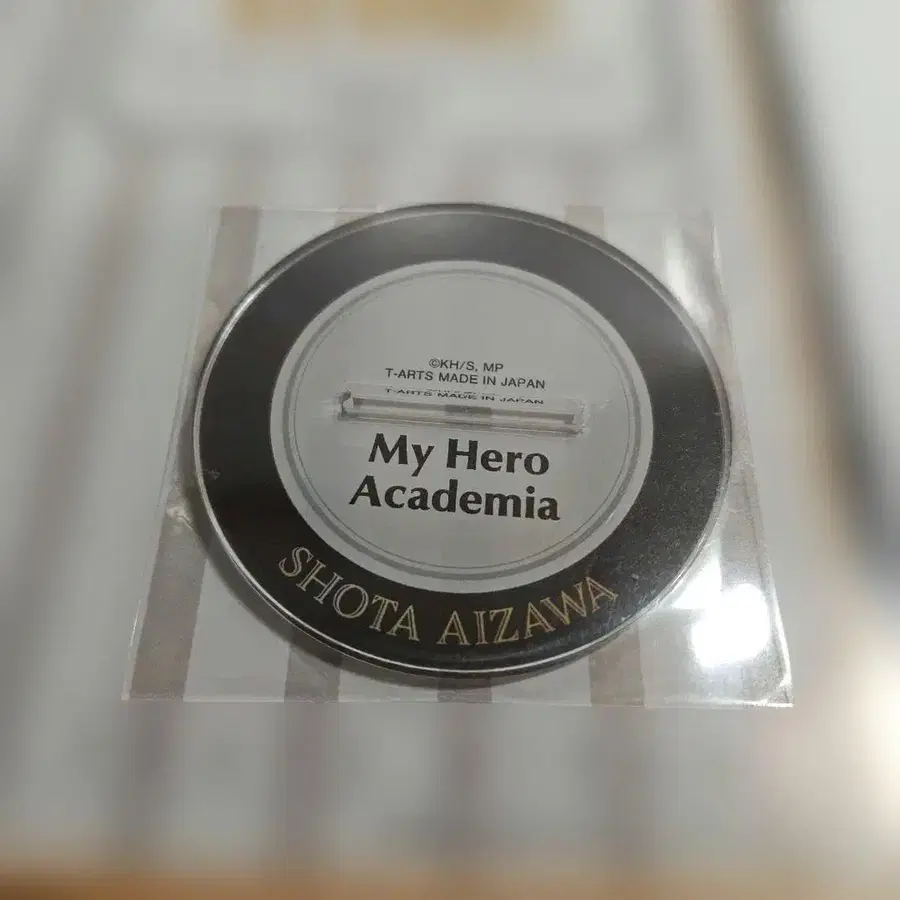 ©KH/S, MP
T-ARTS MADE IN JAPAN
T-ARTS MADE IN JAPAN
My Hero
Academia
SHOTA AIZAWA